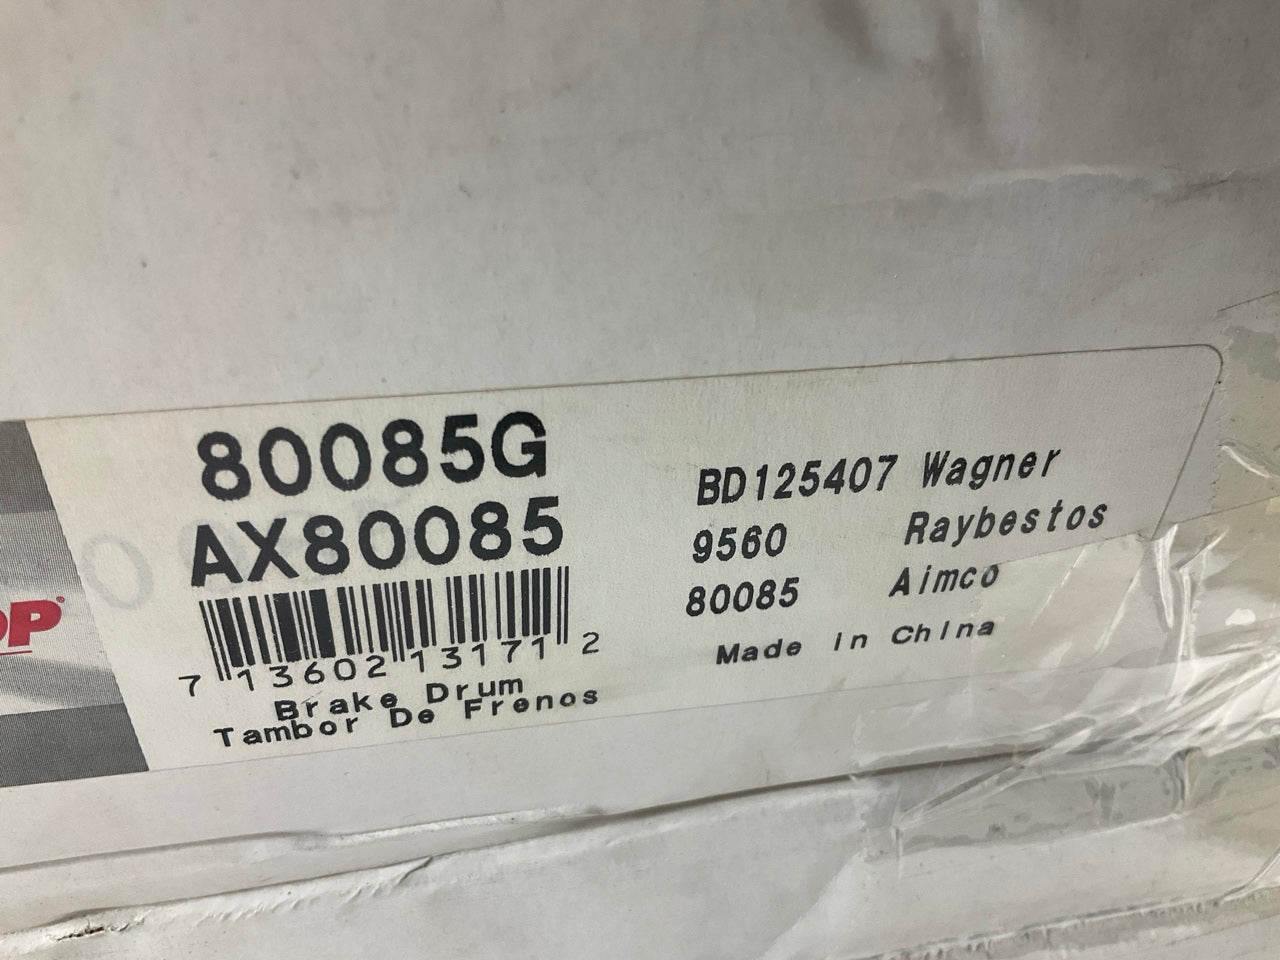 80085G
AX80085
7 13602 13171 2
Brake Drum
Tambor De Frenos
BD125407 Wagner
9560 Raybestos
80085 Aimco
Made in China
OP®